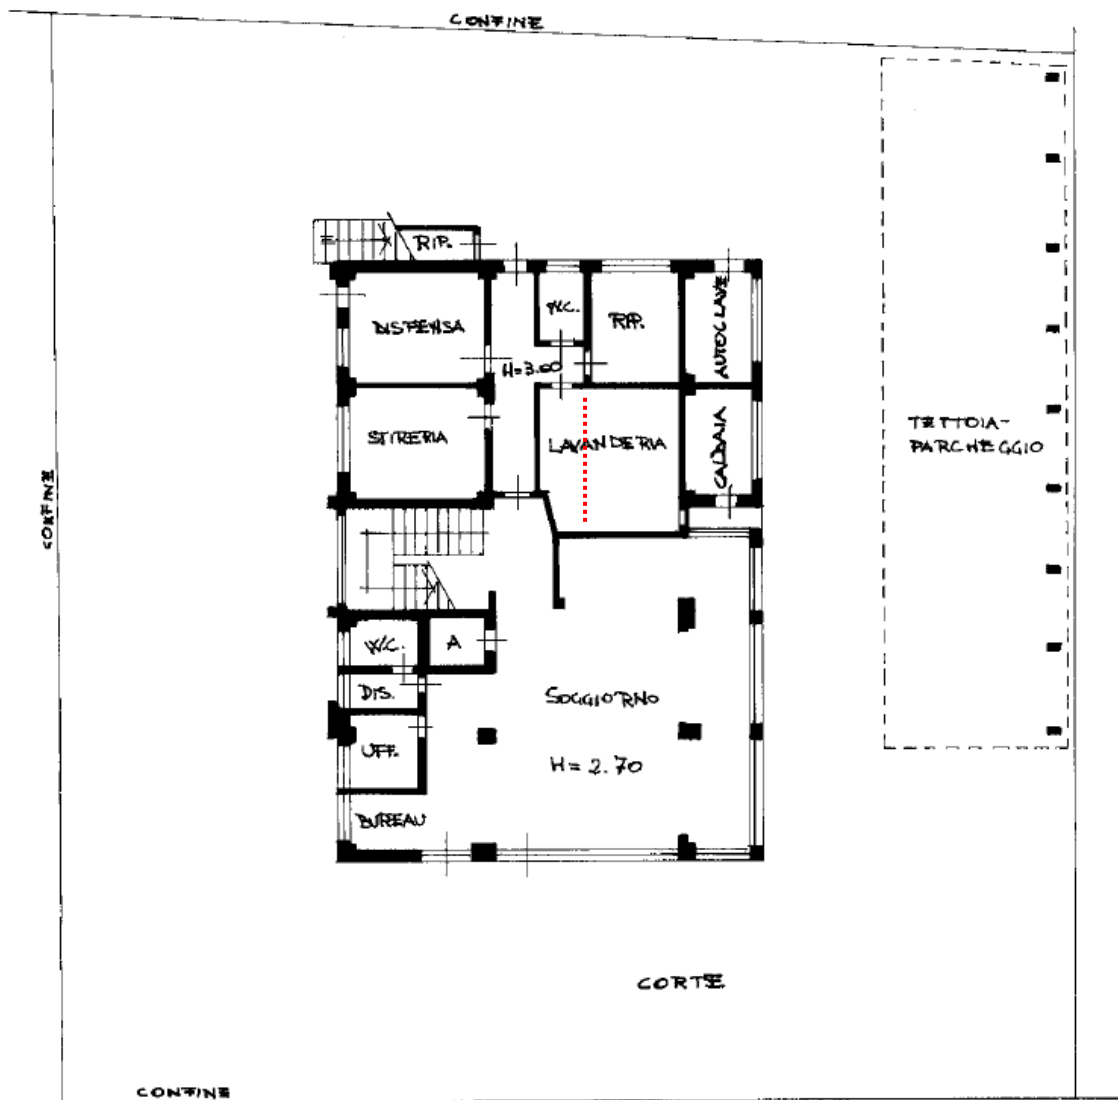 CONFINE
RIP.
DISPENSA
W.C.
RIP.
AUTOCLAVE
H=3.00
STIRERIA
LAVANDERIA
CALDAIA
TETTOIA-
PARCHEGGIO
CONFINE
W.C.
A
DIS.
SOGGIORNO
UFF.
H= 2.70
BUREAU
CORTE
CONFINE